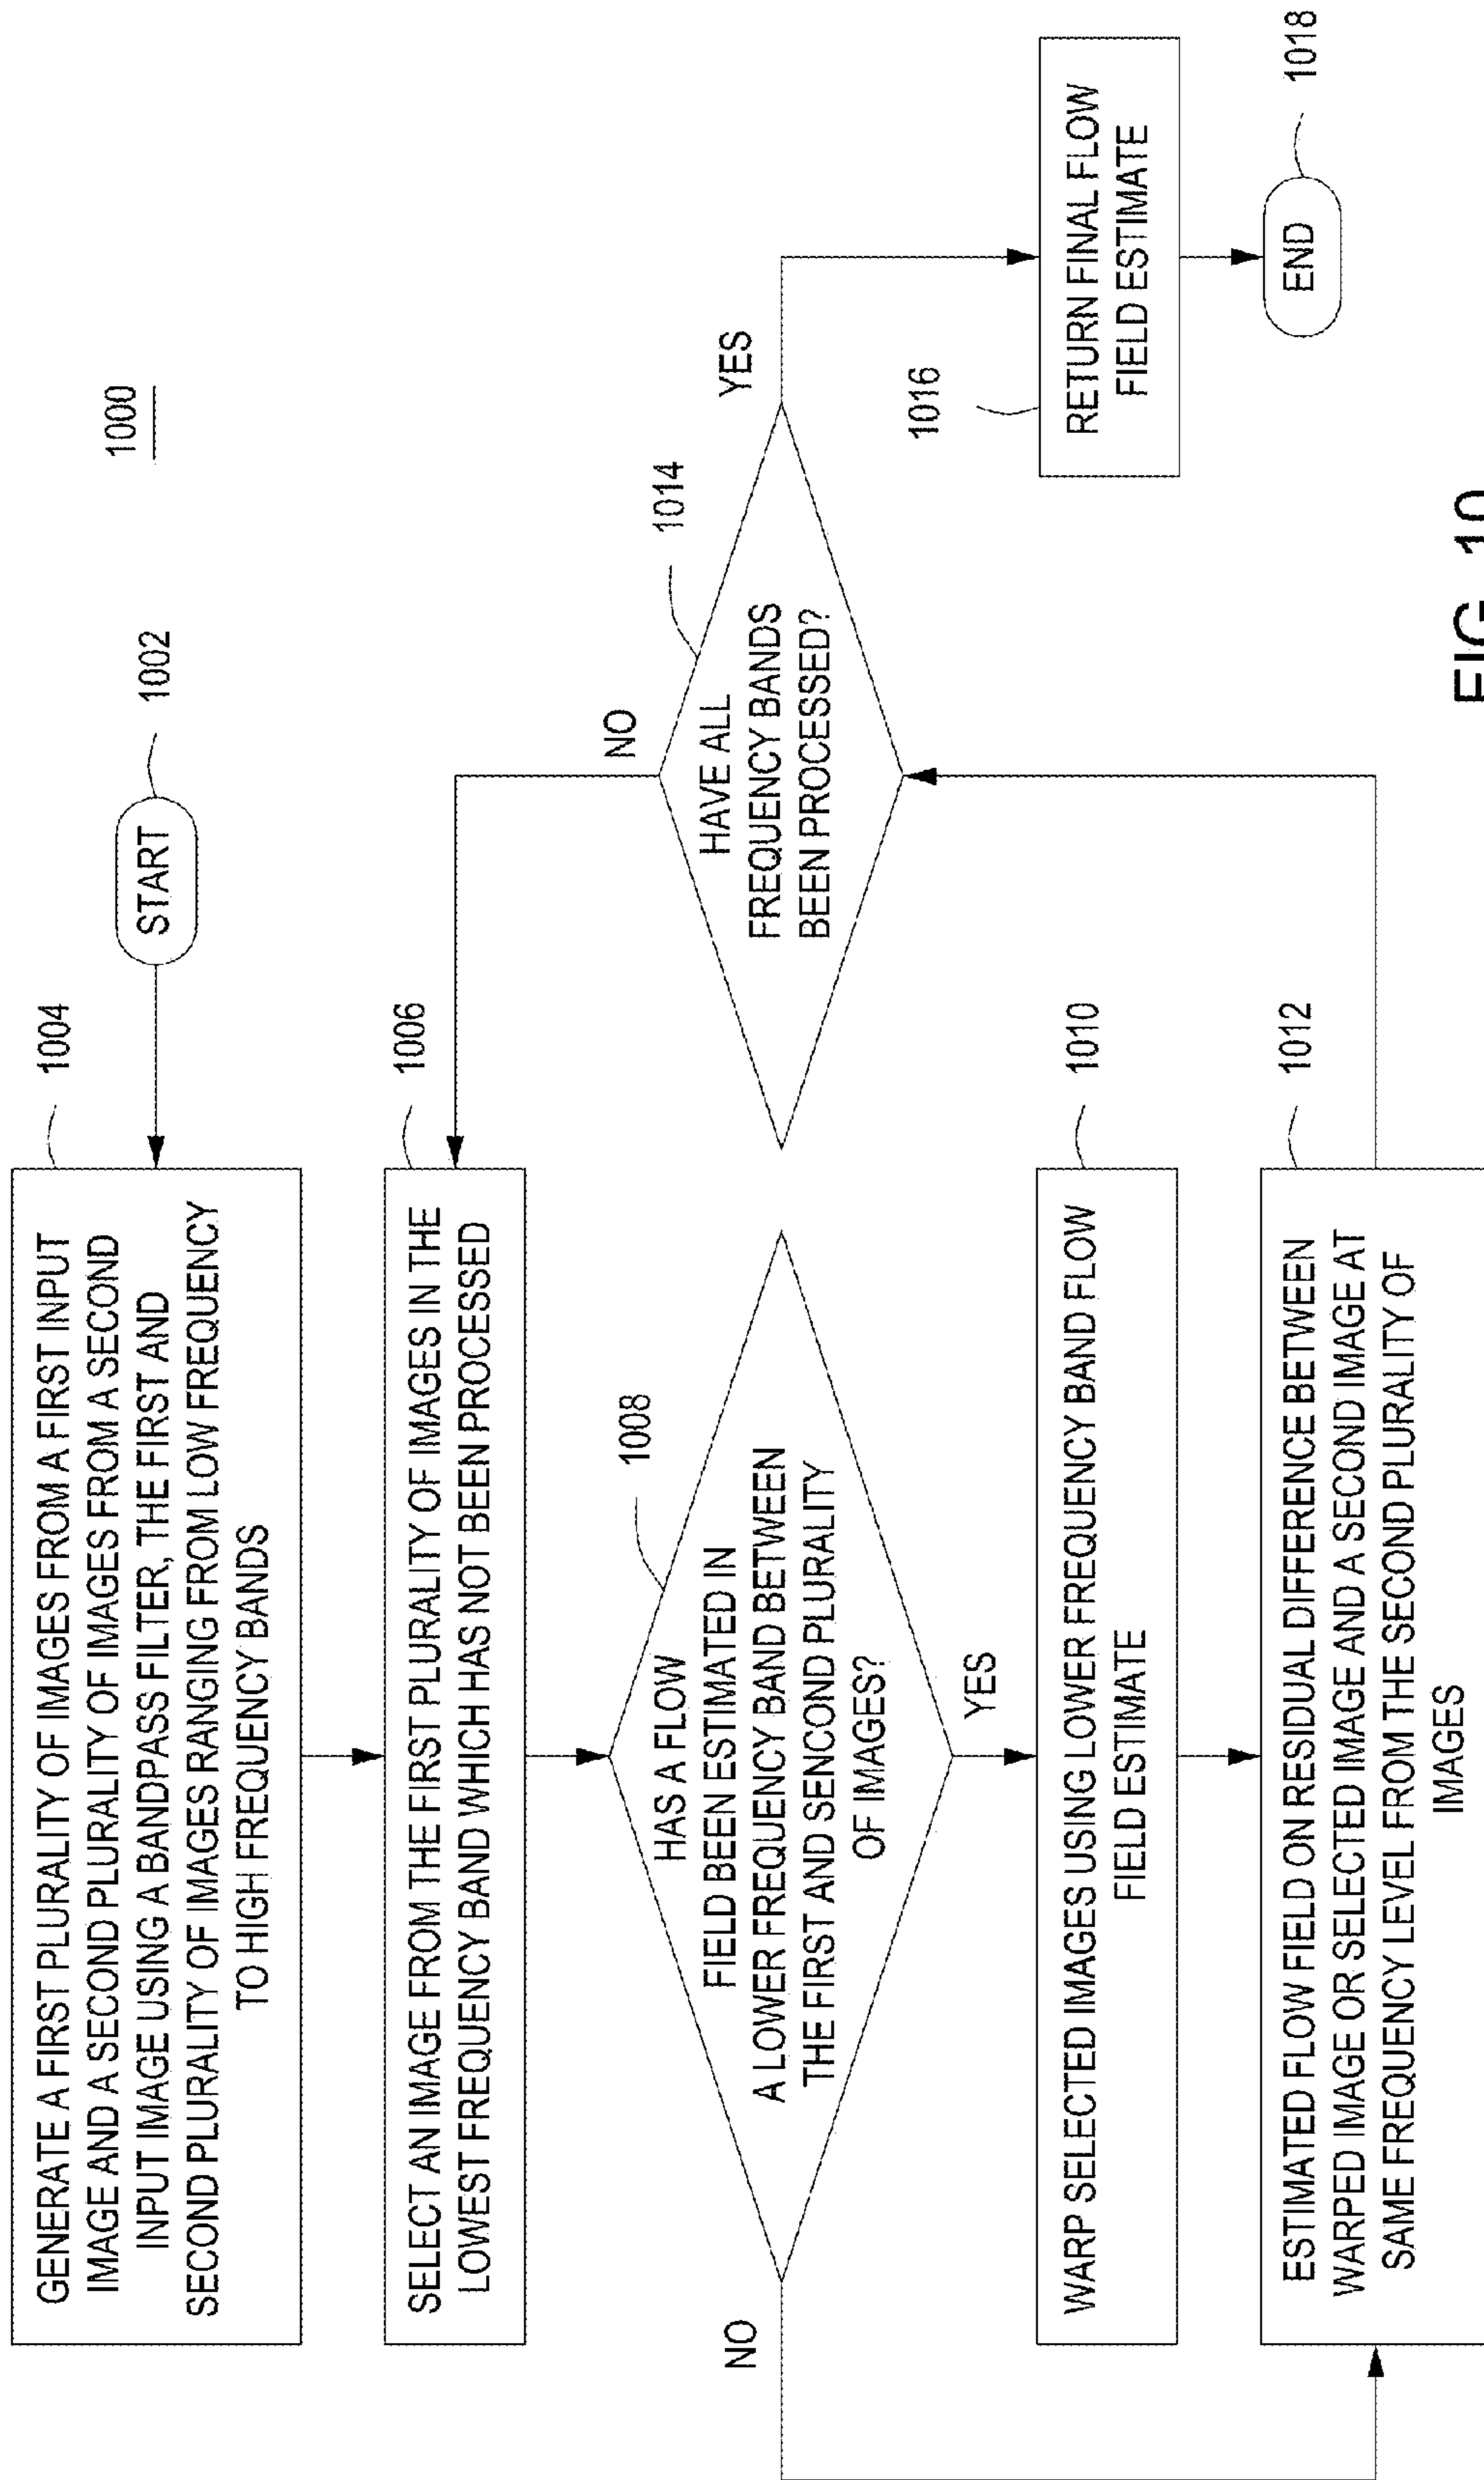 1000
START
1002
1004
GENERATE A FIRST PLURALITY OF IMAGES FROM A FIRST INPUT
IMAGE AND A SECOND PLURALITY OF IMAGES FROM A SECOND
INPUT IMAGE USING A BANDPASS FILTER, THE FIRST AND
SECOND PLURALITY OF IMAGES RANGING FROM LOW FREQUENCY
TO HIGH FREQUENCY BANDS
1006
SELECT AN IMAGE FROM THE FIRST PLURALITY OF IMAGES IN THE
LOWEST FREQUENCY BAND WHICH HAS NOT BEEN PROCESSED
1008
HAS A FLOW
FIELD BEEN ESTIMATED IN
A LOWER FREQUENCY BAND BETWEEN
THE FIRST AND SENCOND PLURALITY
OF IMAGES?
NO
YES
1010
WARP SELECTED IMAGES USING LOWER FREQUENCY BAND FLOW
FIELD ESTIMATE
1012
ESTIMATED FLOW FIELD ON RESIDUAL DIFFERENCE BETWEEN
WARPED IMAGE OR SELECTED IMAGE AND A SECOND IMAGE AT
SAME FREQUENCY LEVEL FROM THE SECOND PLURALITY OF
IMAGES
1014
HAVE ALL
FREQUENCY BANDS
BEEN PROCESSED?
NO
YES
1016
RETURN FINAL FLOW
FIELD ESTIMATE
END
1018
FIG. 10